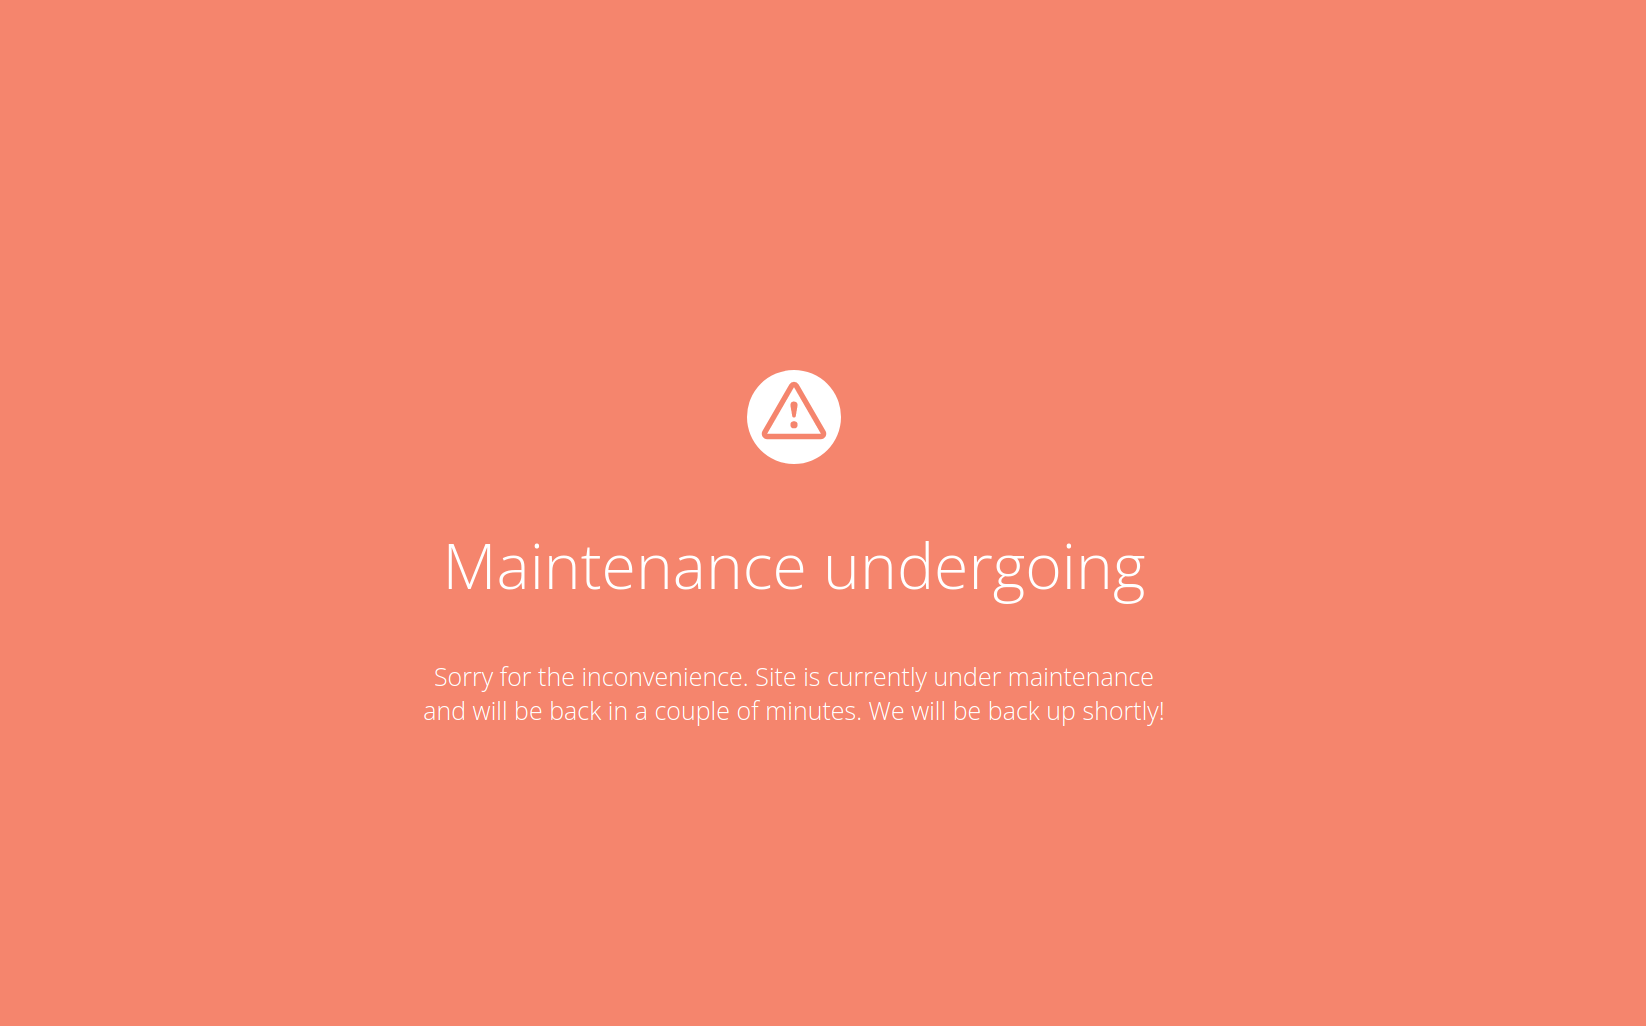 Maintenance undergoing
Sorry for the inconvenience. Site is currently under maintenance
and will be back in a couple of minutes. We will be back up shortly!